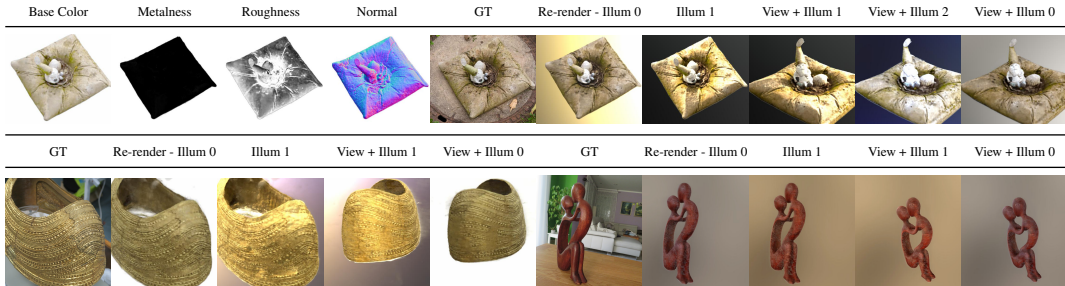 Base Color Metalness Roughness Normal GT Re-render - Illum 0 Illum 1 View + Illum 1 View + Illum 2 View + Illum 0
GT Re-render - Illum 0 Illum 1 View + Illum 1 View + Illum 0 GT Re-render - Illum 0 Illum 1 View + Illum 1 View + Illum 0